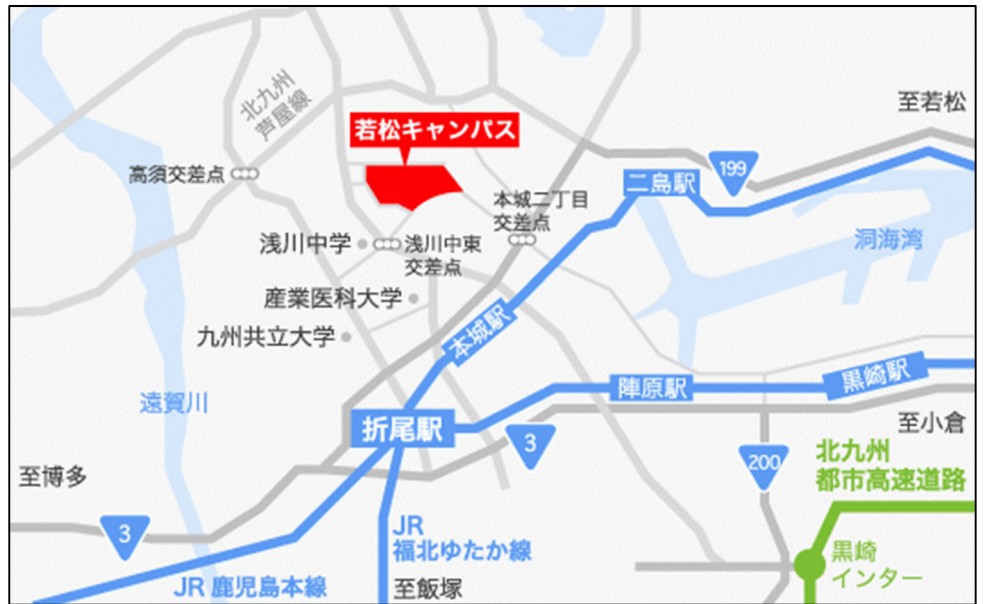 北九州
芦屋線
至若松
若松キャンパス
199
高須交差点
二島駅
本城二丁目
交差点
浅川中学
浅川中東
交差点
洞海湾
産業医科大学
九州共立大学
本城駅
遠賀川
陣原駅
黒崎駅
折尾駅
至小倉
3
200
北九州
都市高速道路
至博多
3
JR
福北ゆたか線
黒崎
インター
JR 鹿児島本線
至飯塚